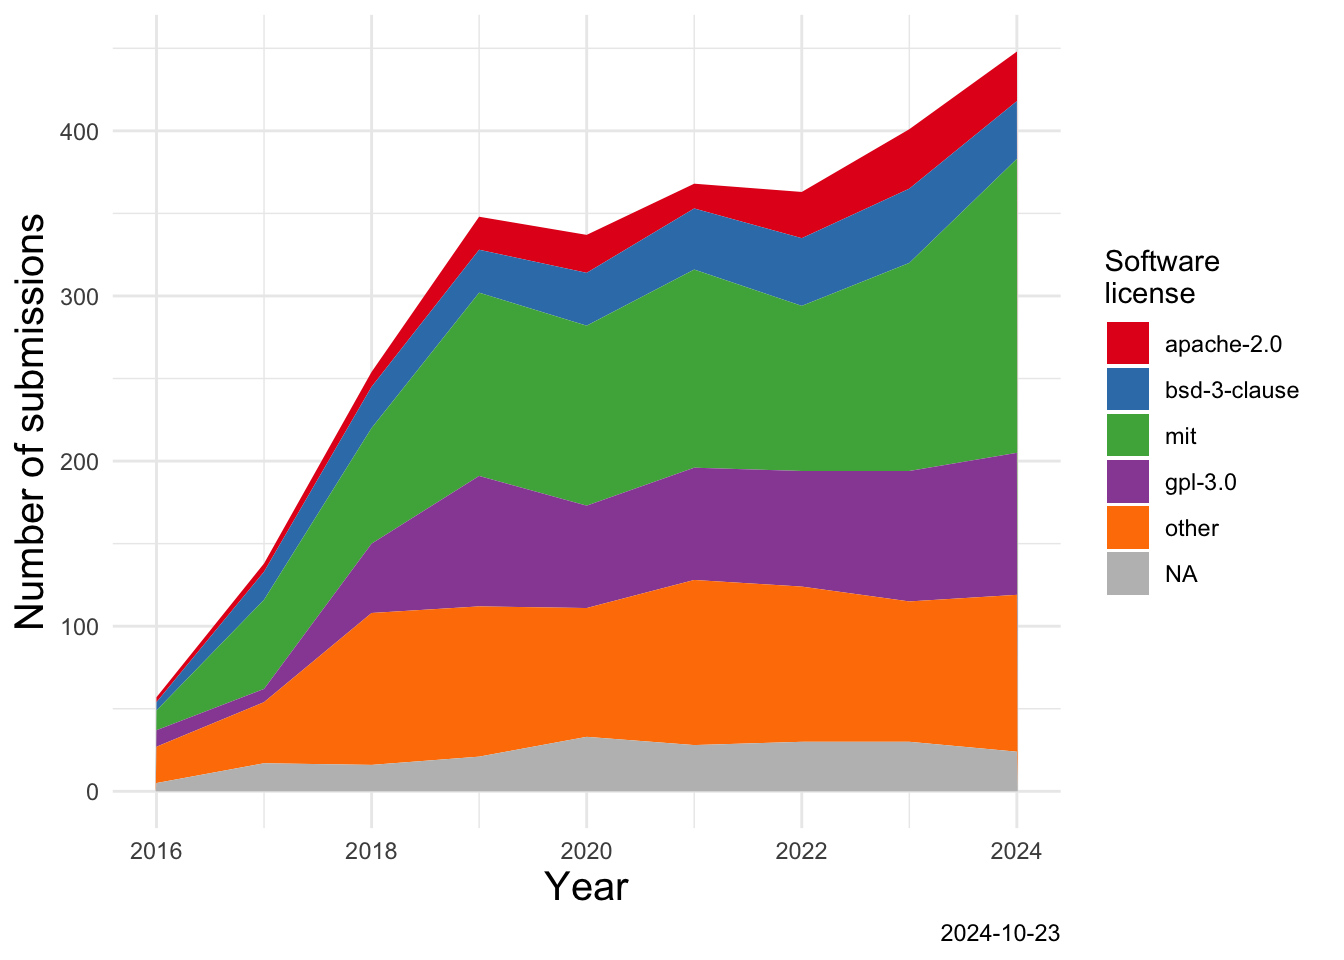 Number of submissions
400
300
200
100
0
2016
2018
2020
2022
2024
Year
Software
license
apache-2.0
bsd-3-clause
mit
gpl-3.0
other
NA
2024-10-23